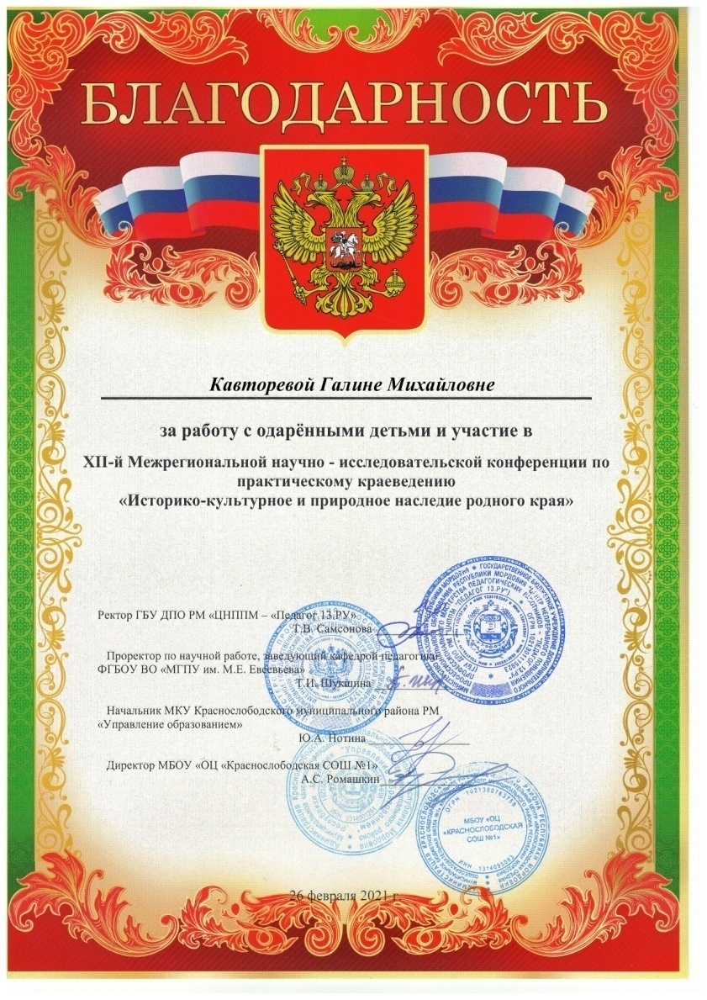 БЛАГОДАРНОСТЬ
Кавторевой Галине Михайловне
за работу с одарёнными детьми и участие в
XII-й Межрегиональной научно - исследовательской конференции по
практическому краеведению
«Историко-культурное и природное наследие родного края»
Ректор ГБУ ДПО РМ «ЦНППМ – «Педагог 13.РУ»
Т.В. Самсонова
Проректор по научной работе, заведующий кафедрой педагогики
ФГБОУ ВО «МГПУ им. М.Е. Евсевьева»
Т.И. Шукшина
Начальник МКУ Краснослободского муниципального района РМ
«Управление образованием»
Ю.А. Нотина
Директор МБОУ «ОЦ «Краснослободская СОШ №1»
А.С. Ромашкин
МБОУ «ОЦ
«КРАСНОСЛОБОДСКАЯ
СОШ №1»
26 февраля 2021 г.